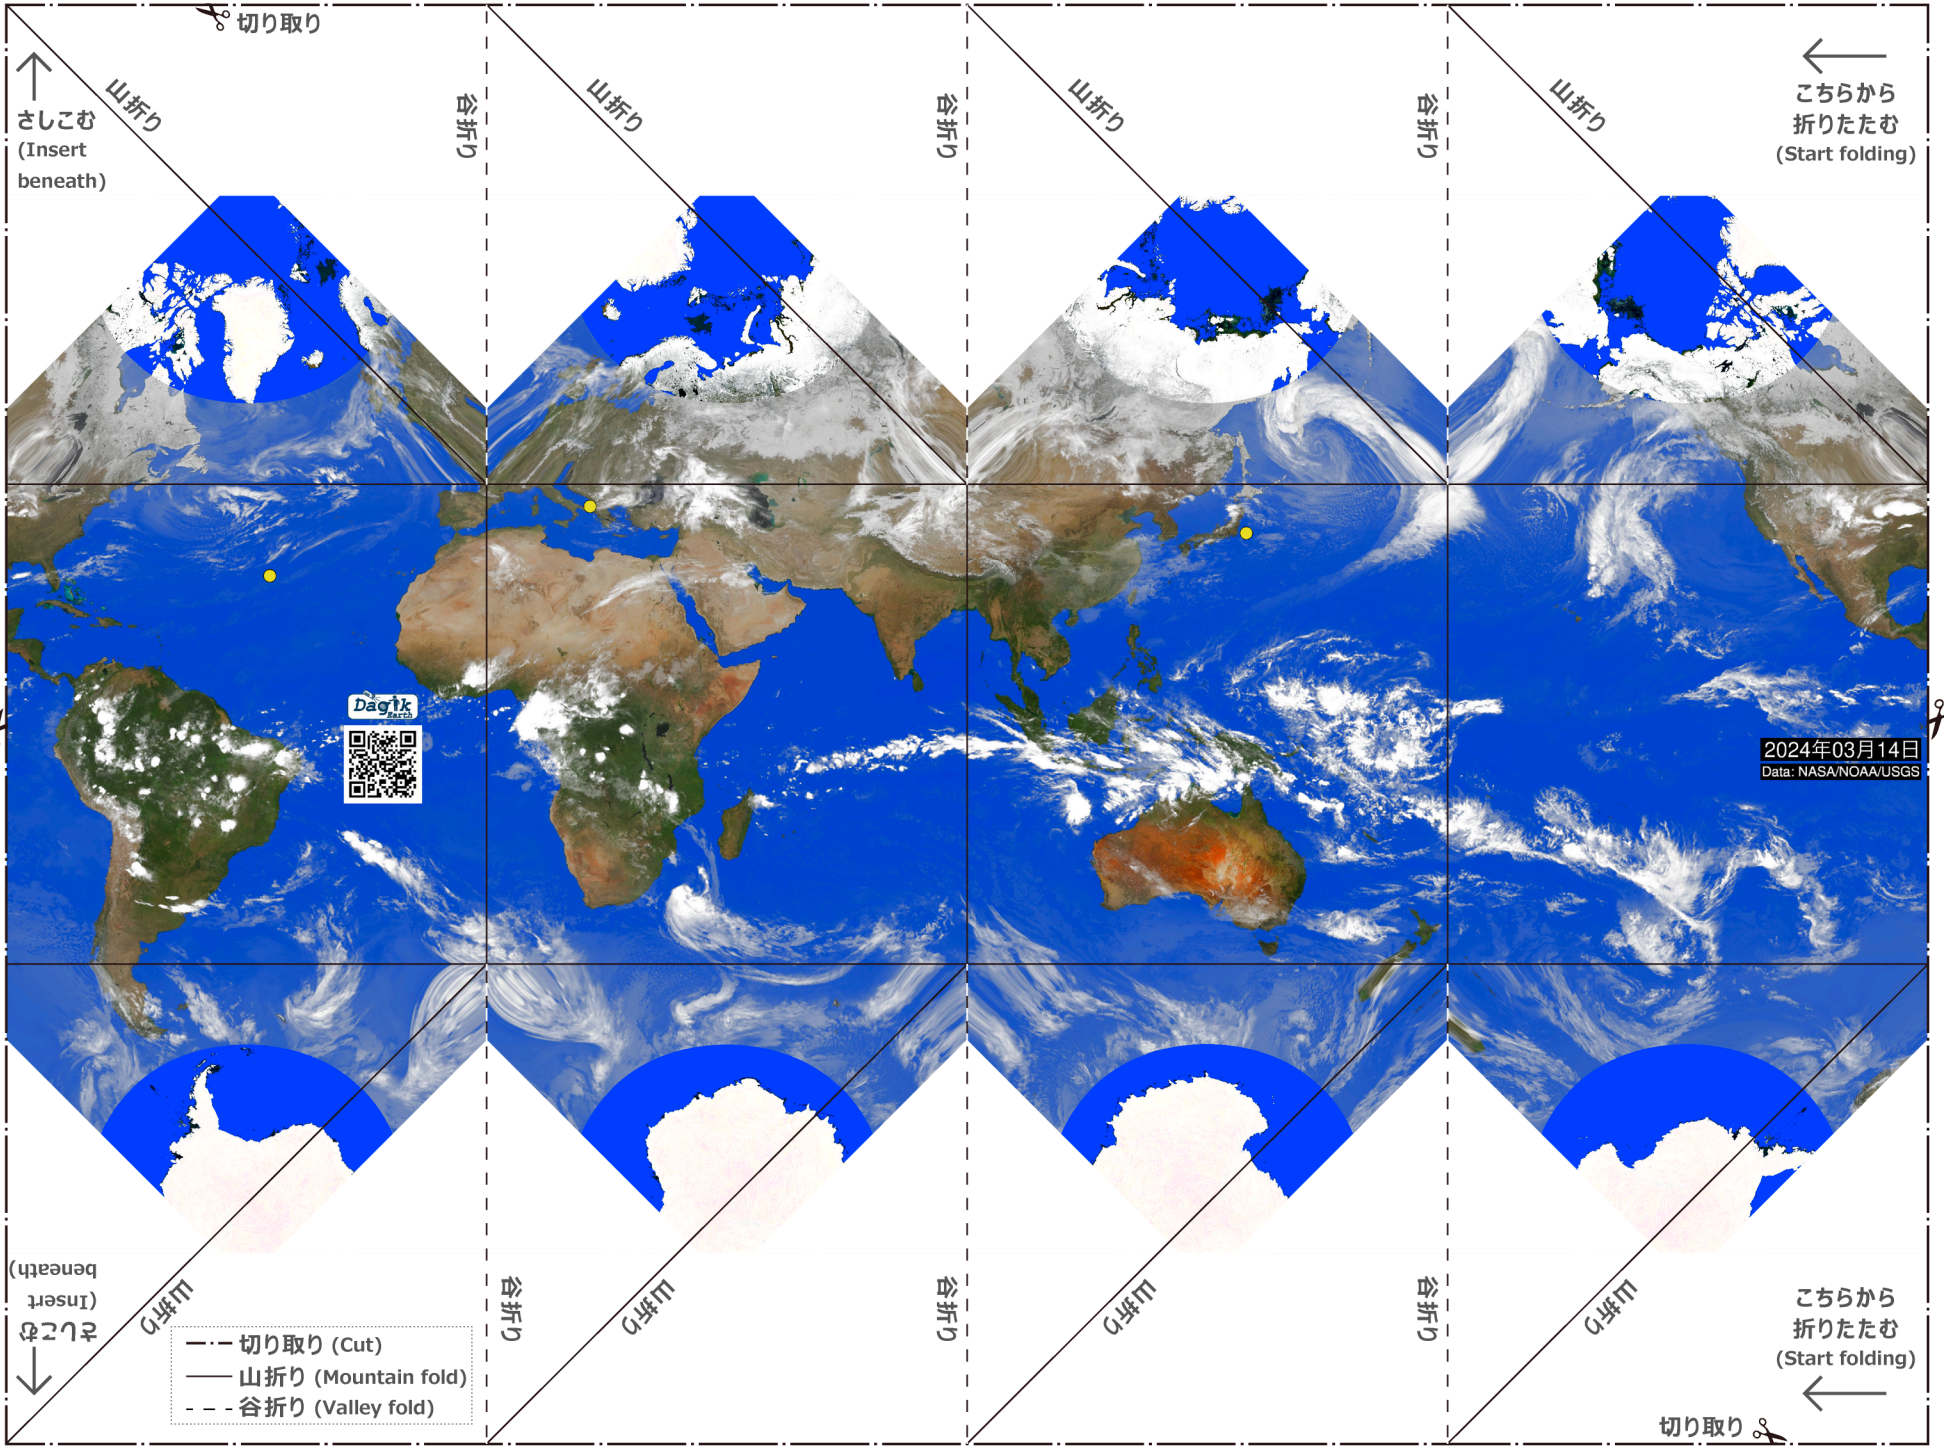 切り取り
山折り
谷折り
山折り
谷折り
山折り
谷折り
山折り
さしこむ
(Insert
beneath)
こちらから
折りたたむ
(Start folding)
Dagik
Earth
2024年03月14日
Data: NASA/NOAA/USGS
さしこむ
(Insert
beneath)
山折り
谷折り
山折り
谷折り
山折り
谷折り
山折り
切り取り (Cut)
山折り (Mountain fold)
谷折り (Valley fold)
こちらから
折りたたむ
(Start folding)
切り取り